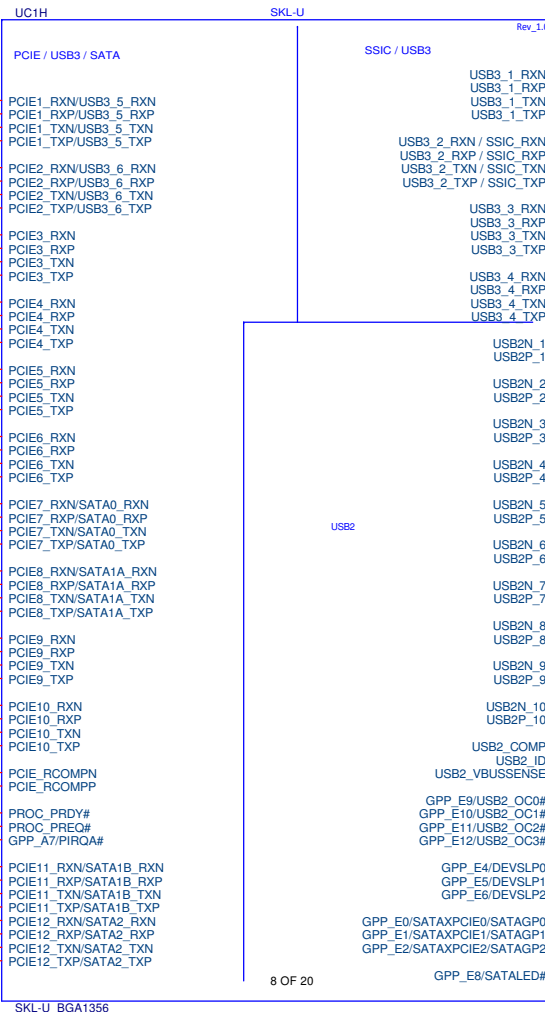 UC1H
SKL-U
Rev_1.0
PCIE / USB3 / SATA
SSIC / USB3
PCIE1_RXN/USB3_5_RXN
PCIE1_RXP/USB3_5_RXP
PCIE1_TXN/USB3_5_TXN
PCIE1_TXP/USB3_5_TXP
PCIE2_RXN/USB3_6_RXN
PCIE2_RXP/USB3_6_RXP
PCIE2_TXN/USB3_6_TXN
PCIE2_TXP/USB3_6_TXP
PCIE3_RXN
PCIE3_RXP
PCIE3_TXN
PCIE3_TXP
PCIE4_RXN
PCIE4_RXP
PCIE4_TXN
PCIE4_TXP
PCIE5_RXN
PCIE5_RXP
PCIE5_TXN
PCIE5_TXP
PCIE6_RXN
PCIE6_RXP
PCIE6_TXN
PCIE6_TXP
PCIE7_RXN/SATA0_RXN
PCIE7_RXP/SATA0_RXP
PCIE7_TXN/SATA0_TXN
PCIE7_TXP/SATA0_TXP
PCIE8_RXN/SATA1A_RXN
PCIE8_RXP/SATA1A_RXP
PCIE8_TXN/SATA1A_TXN
PCIE8_TXP/SATA1A_TXP
PCIE9_RXN
PCIE9_RXP
PCIE9_TXN
PCIE9_TXP
PCIE10_RXN
PCIE10_RXP
PCIE10_TXN
PCIE10_TXP
PCIE_RCOMPN
PCIE_RCOMPP
PROC_PRDY#
PROC_PREQ#
GPP_A7/PIRQA#
PCIE11_RXN/SATA1B_RXN
PCIE11_RXP/SATA1B_RXP
PCIE11_TXN/SATA1B_TXN
PCIE11_TXP/SATA1B_TXP
PCIE12_RXN/SATA2_RXN
PCIE12_RXP/SATA2_RXP
PCIE12_TXN/SATA2_TXN
PCIE12_TXP/SATA2_TXP
USB3_1_RXN
USB3_1_RXP
USB3_1_TXN
USB3_1_TXP
USB3_2_RXN / SSIC_RXN
USB3_2_RXP / SSIC_RXP
USB3_2_TXN / SSIC_TXN
USB3_2_TXP / SSIC_TXP
USB3_3_RXN
USB3_3_RXP
USB3_3_TXN
USB3_3_TXP
USB3_4_RXN
USB3_4_RXP
USB3_4_TXN
USB3_4_TXP
USB2
USB2N_1
USB2P_1
USB2N_2
USB2P_2
USB2N_3
USB2P_3
USB2N_4
USB2P_4
USB2N_5
USB2P_5
USB2N_6
USB2P_6
USB2N_7
USB2P_7
USB2N_8
USB2P_8
USB2N_9
USB2P_9
USB2N_10
USB2P_10
USB2_COMP
USB2_ID
USB2_VBUSSENSE
GPP_E9/USB2_OC0#
GPP_E10/USB2_OC1#
GPP_E11/USB2_OC2#
GPP_E12/USB2_OC3#
GPP_E4/DEVSLP0
GPP_E5/DEVSLP1
GPP_E6/DEVSLP2
GPP_E0/SATAXPCIE0/SATAGP0
GPP_E1/SATAXPCIE1/SATAGP1
GPP_E2/SATAXPCIE2/SATAGP2
GPP_E8/SATALED#
8 OF 20
SKL-U_BGA1356